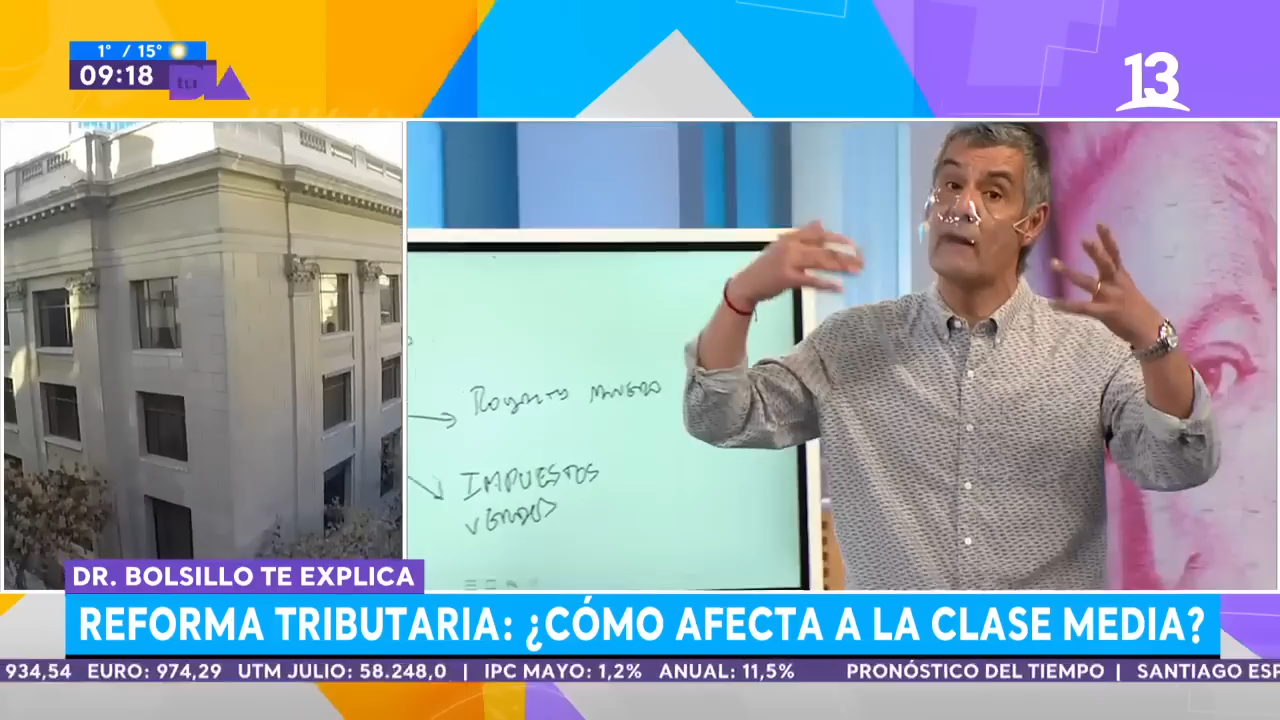 1° / 15°
09:18
tu DÍA
13
Royalty minero
IMPUESTOS
VERDES
DR. BOLSILLO TE EXPLICA
REFORMA TRIBUTARIA: ¿CÓMO AFECTA A LA CLASE MEDIA?
934,54 EURO: 974,29 UTM JULIO: 58.248,0 | IPC MAYO: 1,2% ANUAL: 11,5% PRONÓSTICO DEL TIEMPO | SANTIAGO ESP